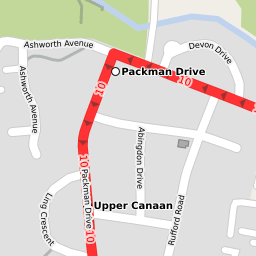 Ashworth Avenue
Devon Drive
Packman Drive
10
10
Ashworth Avenue
Abingdon Drive
Rufford Road
10
Packman Drive
Upper Canaan
Ling Crescent
10